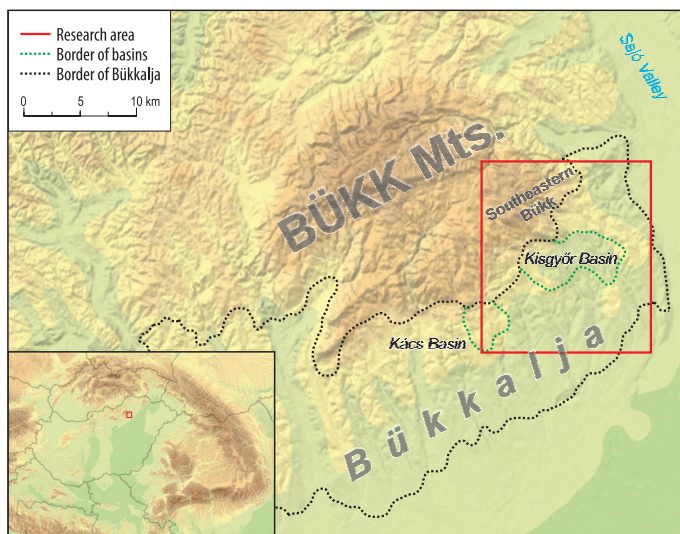 Research area
Border of basins
Border of Bükkalja
0 5 10 km
Sajó Valley
BÜKK Mts.
Southeastern
Bükk
Kisgyőr Basin
Kács Basin
Bükkalja